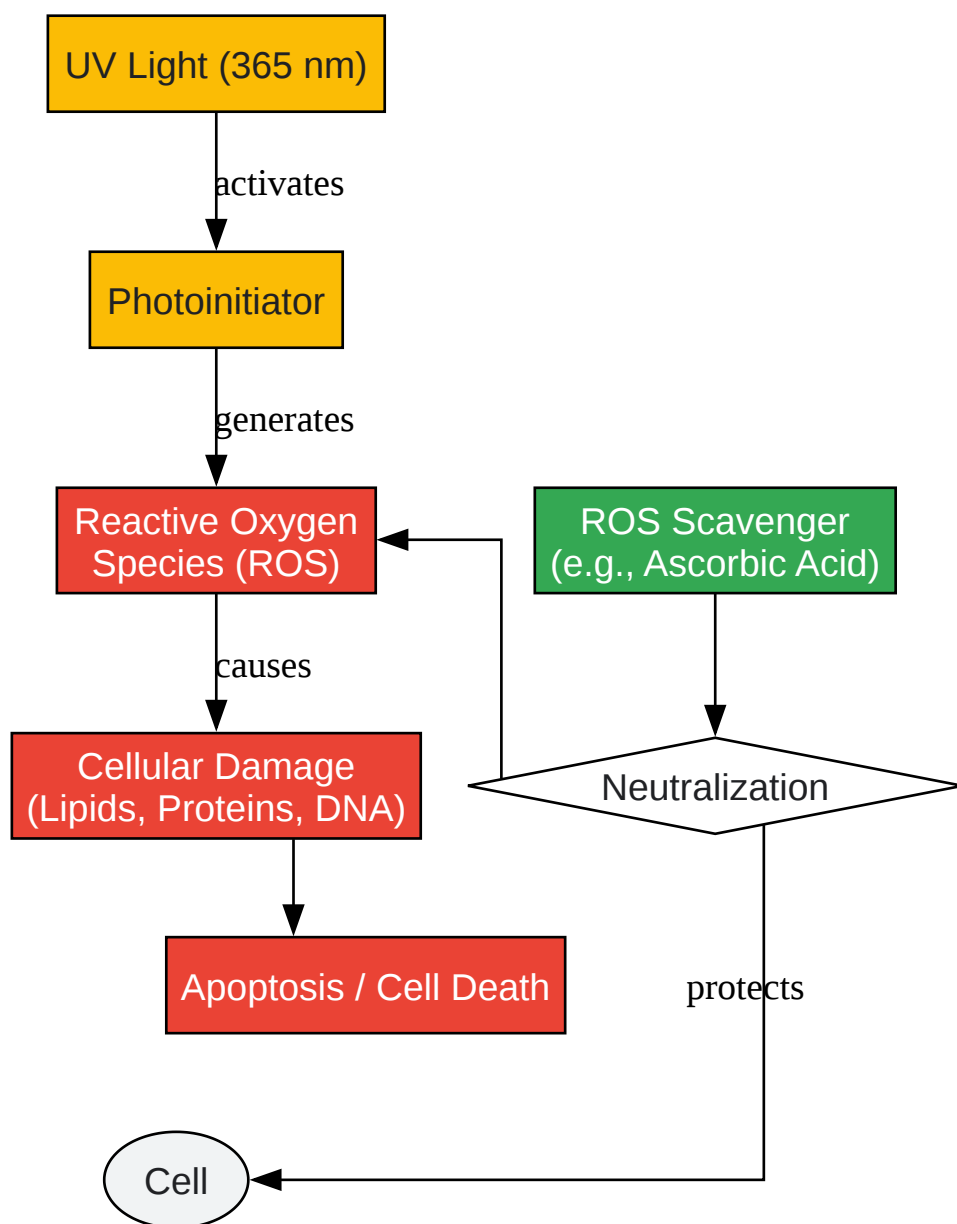 UV Light (365 nm)
activates
Photoinitiator
generates
Reactive Oxygen
Species (ROS)
ROS Scavenger
(e.g., Ascorbic Acid)
causes
Cellular Damage
(Lipids, Proteins, DNA)
Neutralization
Apoptosis / Cell Death
protects
Cell